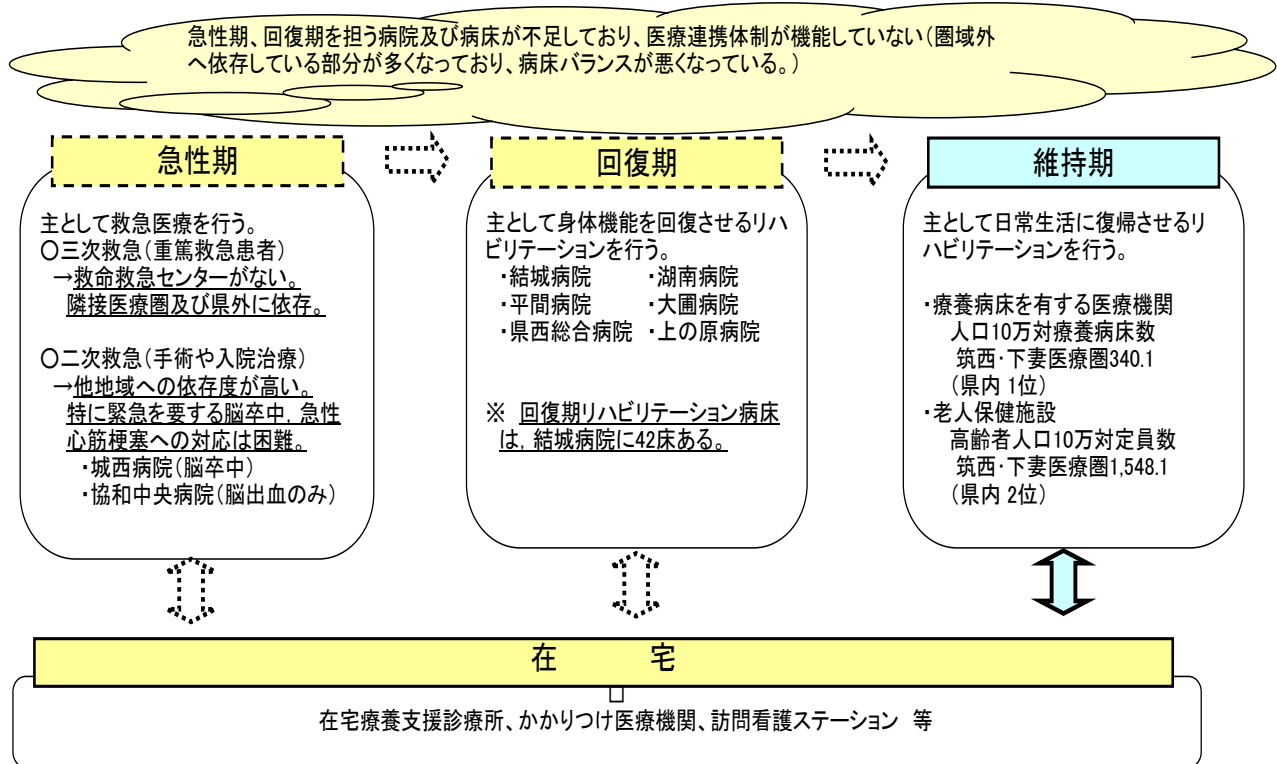 急性期、回復期を担う病院及び病床が不足しており、医療連携体制が機能していない(圏域外
へ依存している部分が多くなっており、病床バランスが悪くなっている。)
急性期
主として救急医療を行う。
○三次救急(重篤救急患者)
→救命救急センターがない。
隣接医療圏及び県外に依存。
○二次救急(手術や入院治療)
→他地域への依存度が高い。
特に緊急を要する脳卒中,急性
心筋梗塞への対応は困難。
・城西病院(脳卒中)
・協和中央病院(脳出血のみ)
回復期
主として身体機能を回復させるリハ
ビリテーションを行う。
・結城病院 ・湖南病院
・平間病院 ・大圃病院
・県西総合病院 ・上の原病院
※ 回復期リハビリテーション病床
は,結城病院に42床ある。
維持期
主として日常生活に復帰させるリ
ハビリテーションを行う。
・療養病床を有する医療機関
人口10万対療養病床数
筑西・下妻医療圏340.1
(県内 1位)
・老人保健施設
高齢者人口10万対定員数
筑西・下妻医療圏1,548.1
(県内 2位)
在 宅
在宅療養支援診療所、かかりつけ医療機関、訪問看護ステーション 等